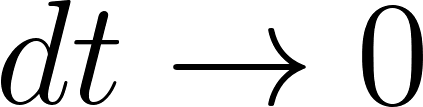 dt → 0